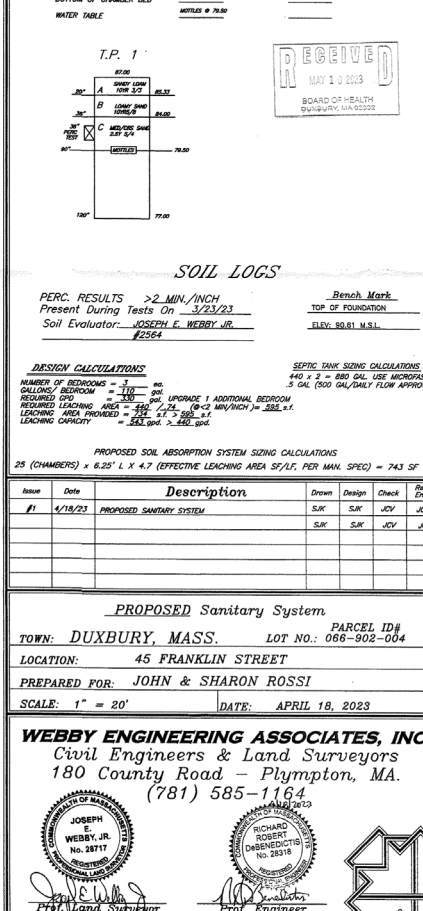 WATER TABLE
MOTTLES @ 79.50
T.P. 1
87.00
20" A SANDY LOAM 10YR 3/3 85.33
36" B LOAMY SAND 10YR5/8 84.00
36" PERC TEST C MED/CRS SAND 2.5Y 5/4
90" MOTTLES 79.50
120" 77.00
RECEIVED
MAY 10 2023
BOARD OF HEALTH
DUXBURY, MA 02332
SOIL LOGS
PERC. RESULTS >2 MIN./INCH
Present During Tests On 3/23/23
Soil Evaluator: JOSEPH E. WEBBY JR.
#2564
Bench Mark
TOP OF FOUNDATION
ELEV: 90.61 M.S.L.
DESIGN CALCULATIONS
NUMBER OF BEDROOMS = 3 ea.
GALLONS/ BEDROOM = 110 gal.
REQUIRED GPD = 330 gal. UPGRADE 1 ADDITIONAL BEDROOM
REQUIRED LEACHING AREA = 440 / .74 (@<2 MIN/INCH )= 595 s.f.
LEACHING AREA PROVIDED = 734 s.f. > 595 s.f.
LEACHING CAPACITY = 543 gpd. > 440 gpd.
SEPTIC TANK SIZING CALCULATIONS
440 x 2 = 880 GAL. USE MICROFAS
.5 GAL (500 GAL/DAILY FLOW APPRO
PROPOSED SOIL ABSORPTION SYSTEM SIZING CALCULATIONS
25 (CHAMBERS) x 6.25' L X 4.7 (EFFECTIVE LEACHING AREA SF/LF, PER MAN. SPEC) = 743 SF
Issue Date Description Drawn Design Check
#1 4/18/23 PROPOSED SANITARY SYSTEM SJK SJK JCV
SJK SJK JCV
PROPOSED Sanitary System
PARCEL ID#
TOWN: DUXBURY, MASS. LOT NO.: 066-902-004
LOCATION: 45 FRANKLIN STREET
PREPARED FOR: JOHN & SHARON ROSSI
SCALE: 1" = 20' DATE: APRIL 18, 2023
WEBBY ENGINEERING ASSOCIATES, INC
Civil Engineers & Land Surveyors
180 County Road - Plympton, MA.
(781) 585-1164
COMMONWEALTH OF MASSACHUSETTS
JOSEPH
E.
WEBBY, JR.
No. 28717
REGISTERED
PROFESSIONAL LAND SURVEYOR
COMMONWEALTH OF MASSACHUSETTS
RICHARD
ROBERT
DeBENEDICTIS
No. 28318
REGISTERED
Prof. Land Surveyor
Prof. Engineer